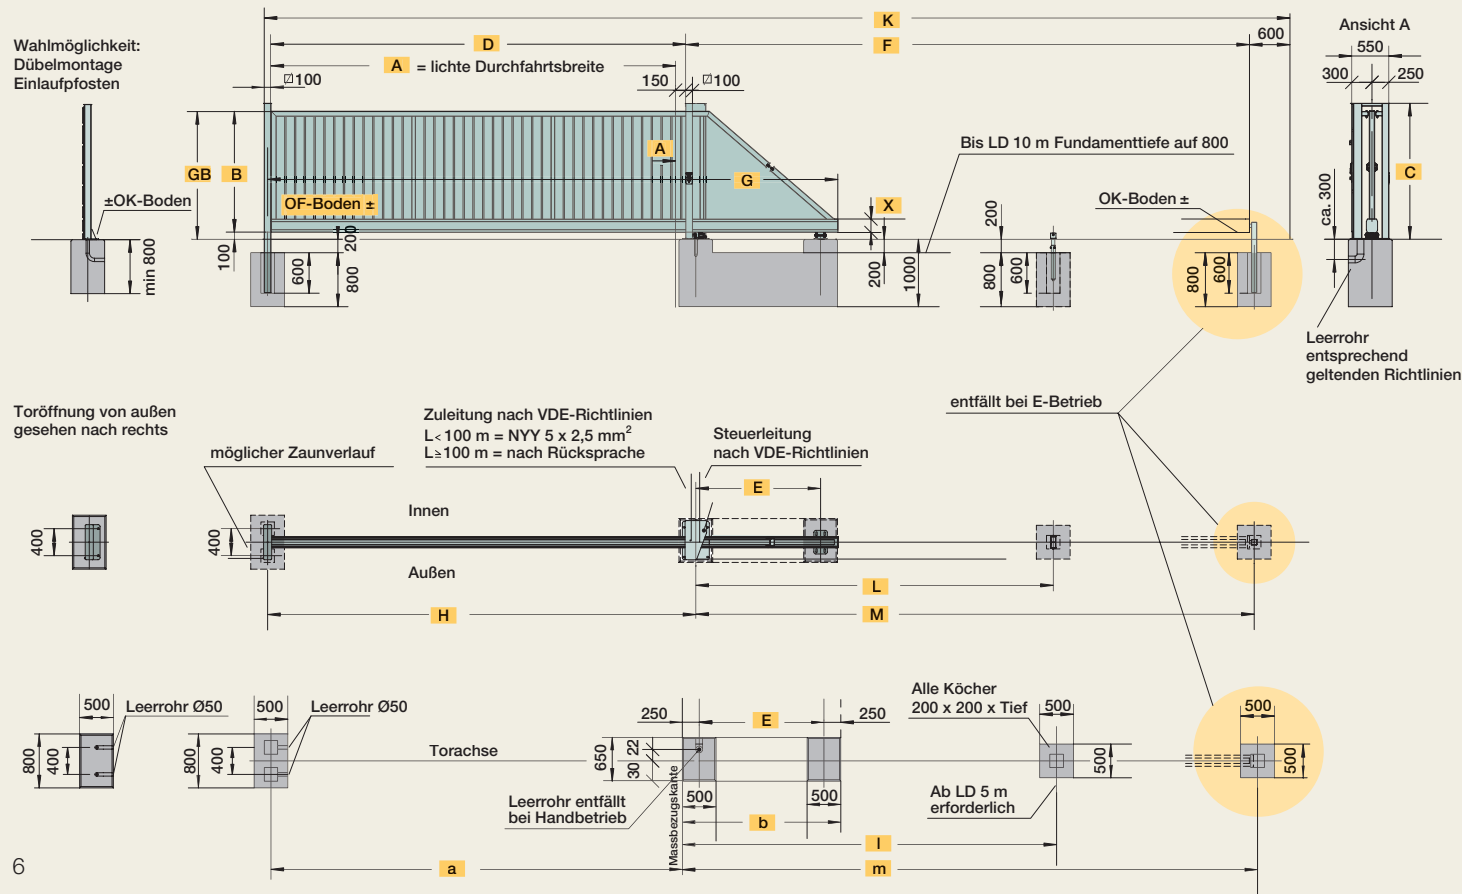 K
Wahlmöglichkeit:
Dübelmontage
Einlaufpfosten
D
F
600
Ansicht A
550
300
250
A = lichte Durchfahrtsbreite
□100
150
□100
GB
B
A
G
X
C
Bis LD 10 m Fundamenttiefe auf 800
OF-Boden ±
±OK-Boden
OK-Boden ±
ca. 300
min 800
100
200
600
800
200
1000
200
800
600
800
600
Leerrohr
entsprechend
geltenden Richtlinien
entfällt bei E-Betrieb
Toröffnung von außen
gesehen nach rechts
möglicher Zaunverlauf
Zuleitung nach VDE-Richtlinien
L< 100 m = NYY 5 x 2,5 mm²
L≥100 m = nach Rücksprache
Steuerleitung
nach VDE-Richtlinien
E
Innen
400
400
Außen
L
H
M
500
Leerrohr Ø50
500
Leerrohr Ø50
250
E
250
Alle Köcher
200 x 200 x Tief
500
500
800
400
800
400
Torachse
650
22
30
500
500
500
500
Leerrohr entfällt
bei Handbetrieb
Massbezugskante
Ab LD 5 m
erforderlich
b
l
a
m
6